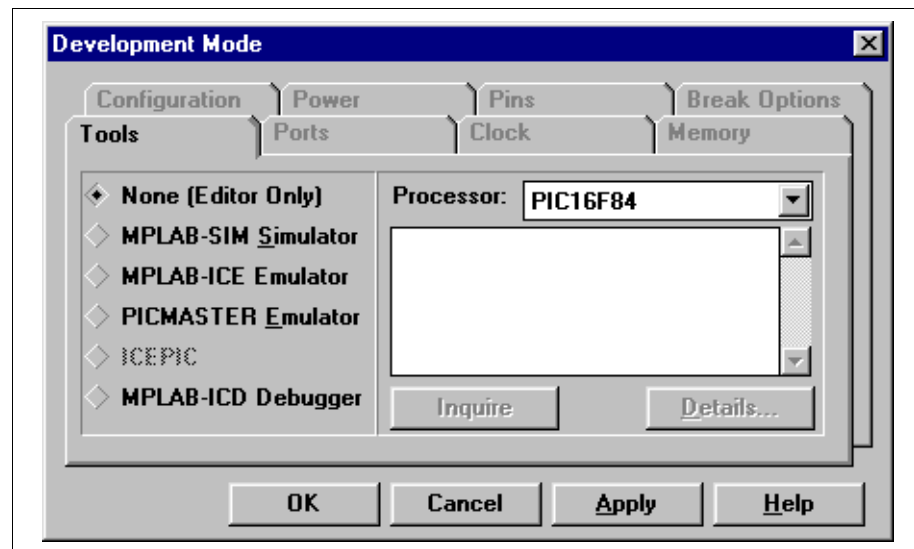 Development Mode
Configuration Power Pins Break Options
Tools Ports Clock Memory
None (Editor Only)
MPLAB-SIM Simulator
MPLAB-ICE Emulator
PICMASTER Emulator
ICEPIC
MPLAB-ICD Debugger
Processor: PIC16F84
Inquire Details...
OK Cancel Apply Help